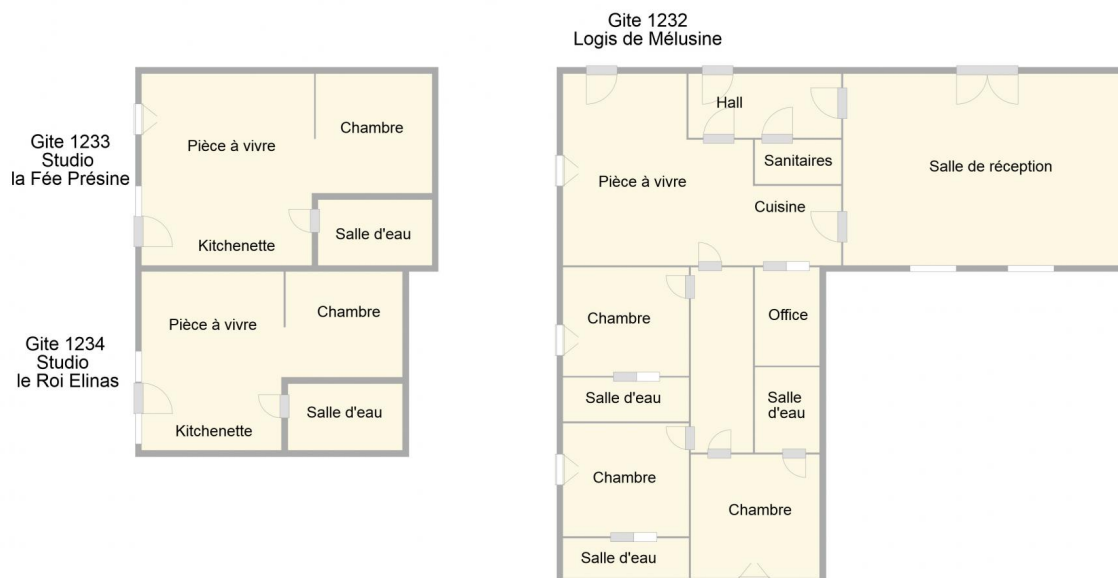 Gite 1233
Studio
la Fée Présine
Pièce à vivre
Chambre
Kitchenette
Salle d'eau
Gite 1234
Studio
le Roi Elinas
Pièce à vivre
Chambre
Kitchenette
Salle d'eau
Gite 1232
Logis de Mélusine
Hall
Sanitaires
Pièce à vivre
Cuisine
Salle de réception
Chambre
Office
Salle d'eau
Salle
d'eau
Chambre
Chambre
Salle d'eau